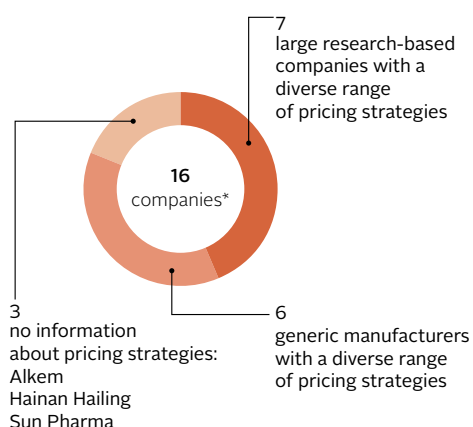 7
large research-based
companies with a
diverse range
of pricing strategies
16
companies*
3
no information
about pricing strategies:
Alkem
Hainan Hailing
Sun Pharma
6
generic manufacturers
with a diverse range
of pricing strategies